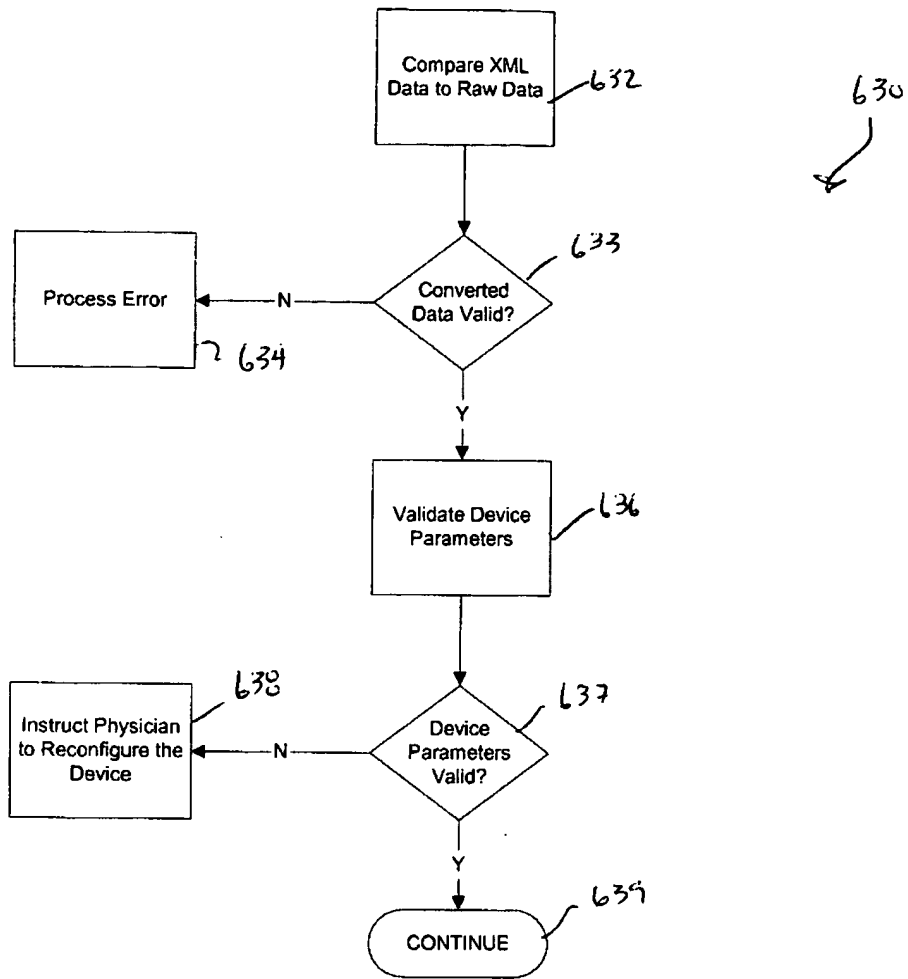 Compare XML
Data to Raw Data
632
630
633
Converted
Data Valid?
N
Process Error
634
Y
Validate Device
Parameters
636
638
637
Instruct Physician
to Reconfigure the
Device
N
Device
Parameters
Valid?
Y
639
CONTINUE